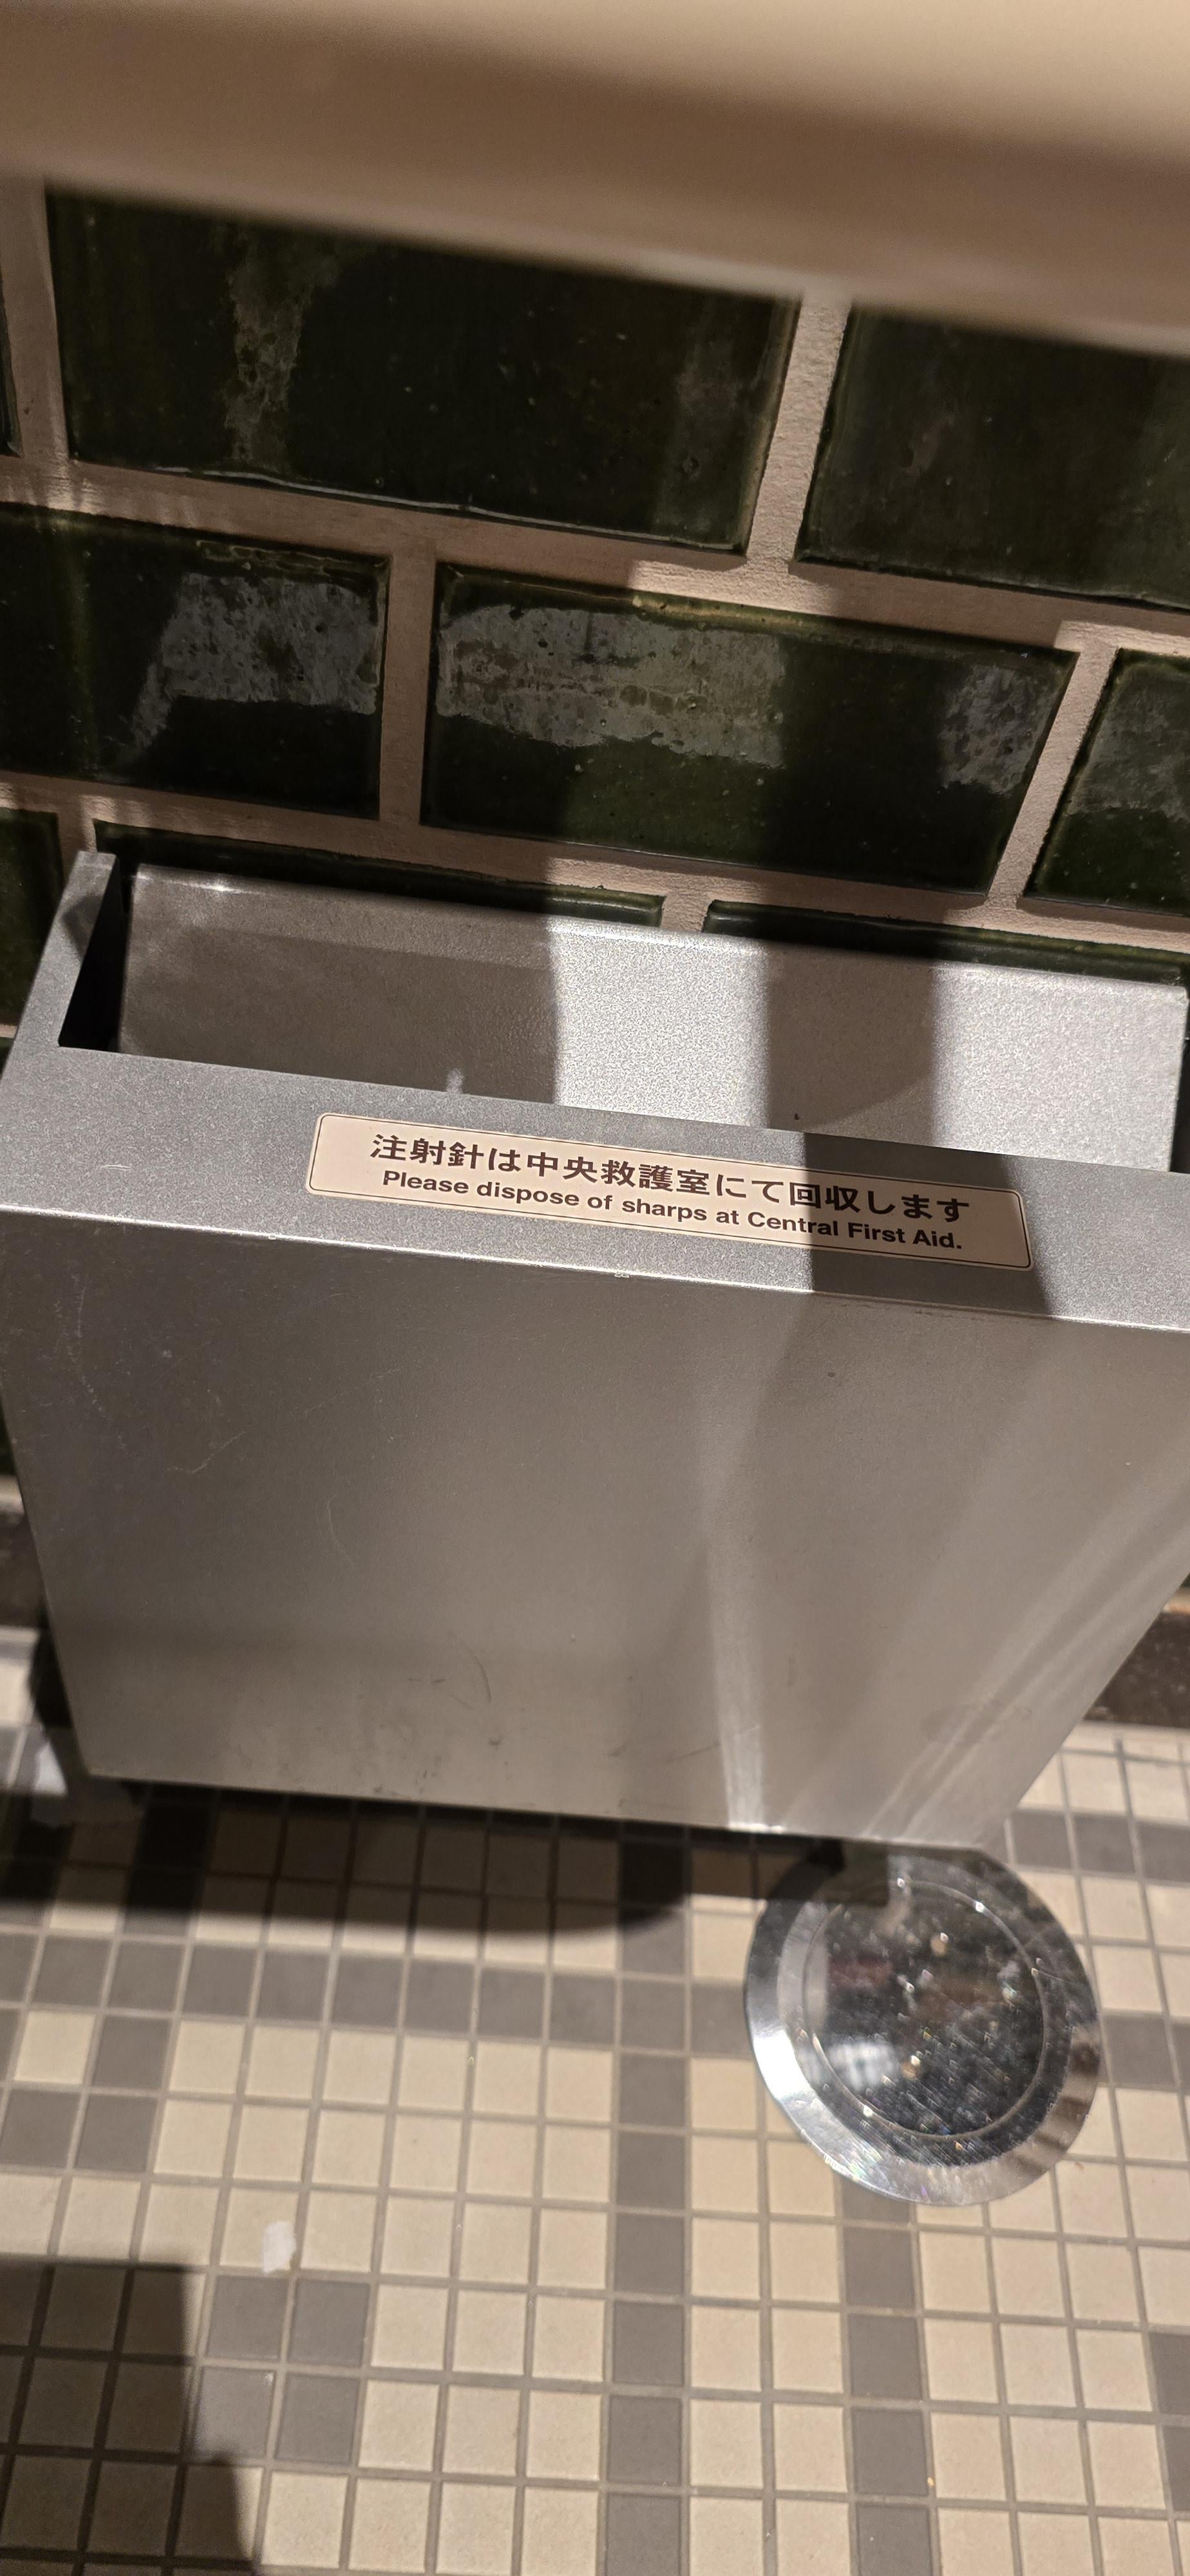 注射針は中央救護室にて回収します
Please dispose of sharps at Central First Aid.